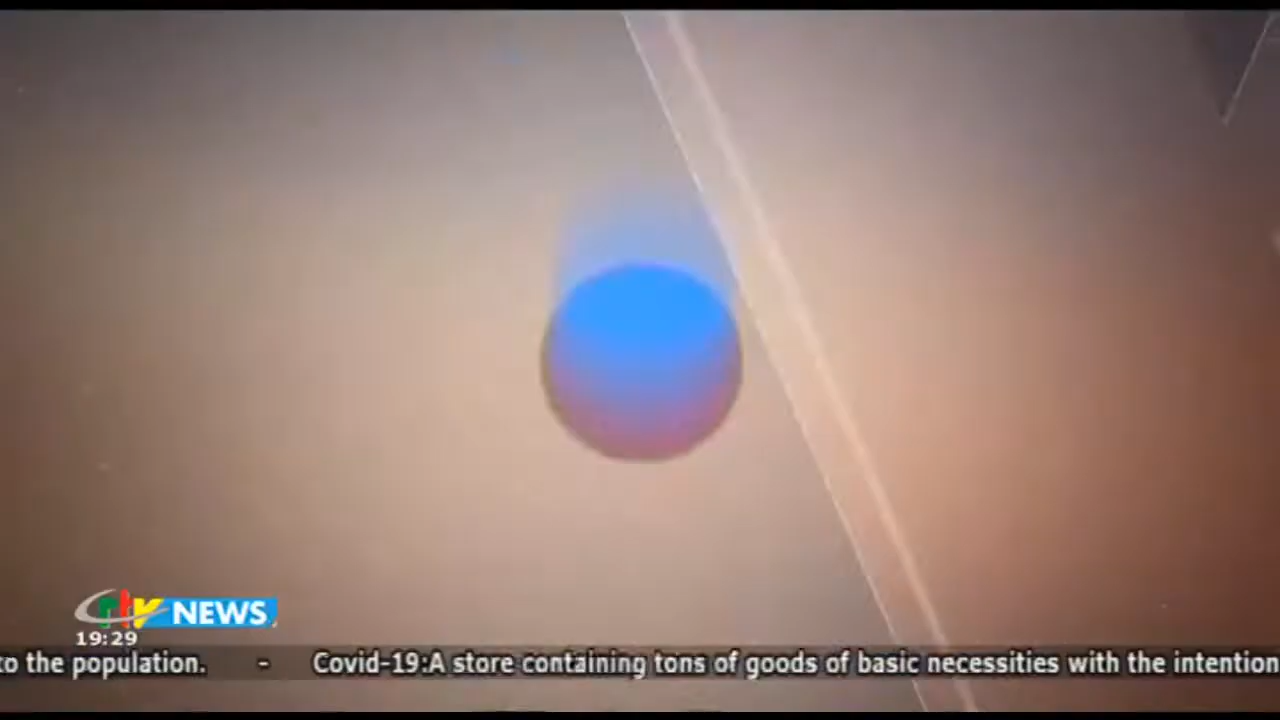 crtv NEWS
19:29
to the population. - Covid-19:A store containing tons of goods of basic necessities with the intention